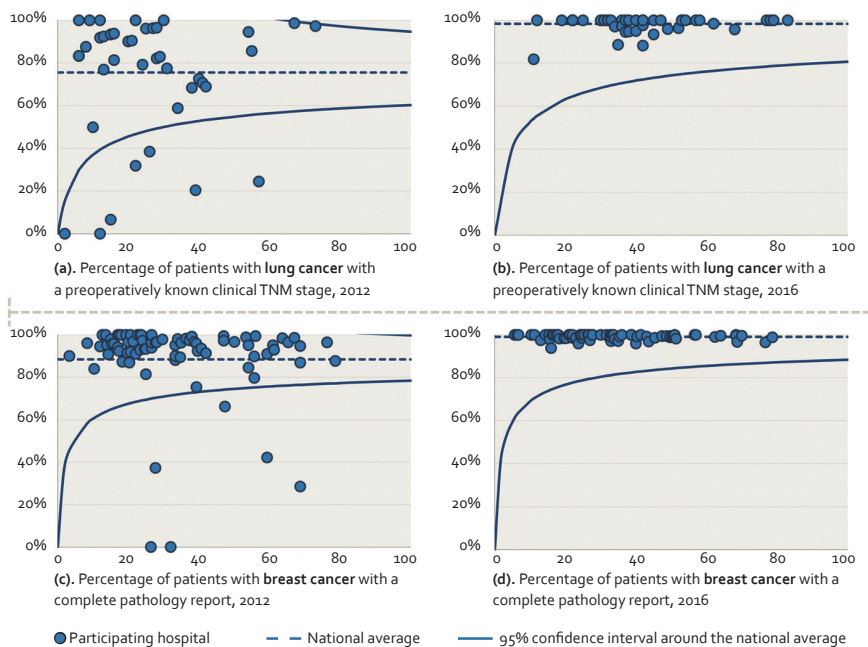 100%
80%
60%
40%
20%
0%
0 20 40 60 80 100
(a). Percentage of patients with lung cancer with
a preoperatively known clinical TNM stage, 2012
100%
80%
60%
40%
20%
0%
0 20 40 60 80 100
(b). Percentage of patients with lung cancer with a
preoperatively known clinical TNM stage, 2016
100%
80%
60%
40%
20%
0%
0 20 40 60 80 100
(c). Percentage of patients with breast cancer with a
complete pathology report, 2012
100%
80%
60%
40%
20%
0%
0 20 40 60 80 100
(d). Percentage of patients with breast cancer with a
complete pathology report, 2016
Participating hospital National average 95% confidence interval around the national average